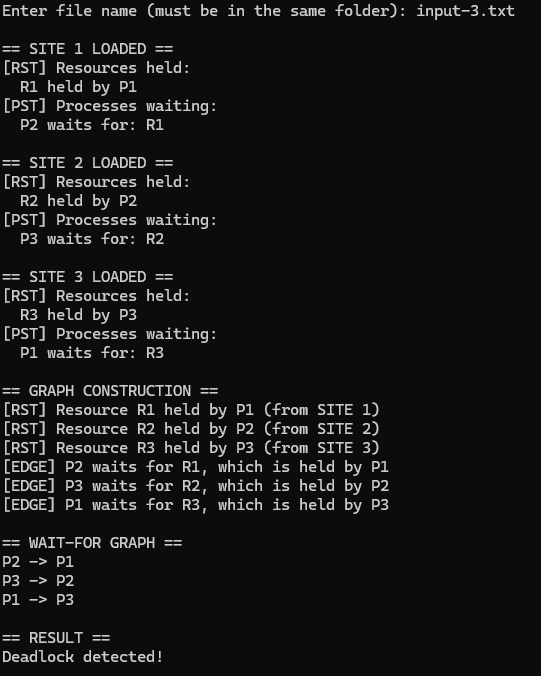 Enter file name (must be in the same folder): input-3.txt
== SITE 1 LOADED ==
[RST] Resources held:
R1 held by P1
[PST] Processes waiting:
P2 waits for: R1
== SITE 2 LOADED ==
[RST] Resources held:
R2 held by P2
[PST] Processes waiting:
P3 waits for: R2
== SITE 3 LOADED ==
[RST] Resources held:
R3 held by P3
[PST] Processes waiting:
P1 waits for: R3
== GRAPH CONSTRUCTION ==
[RST] Resource R1 held by P1 (from SITE 1)
[RST] Resource R2 held by P2 (from SITE 2)
[RST] Resource R3 held by P3 (from SITE 3)
[EDGE] P2 waits for R1, which is held by P1
[EDGE] P3 waits for R2, which is held by P2
[EDGE] P1 waits for R3, which is held by P3
== WAIT-FOR GRAPH ==
P2 -> P1
P3 -> P2
P1 -> P3
== RESULT ==
Deadlock detected!